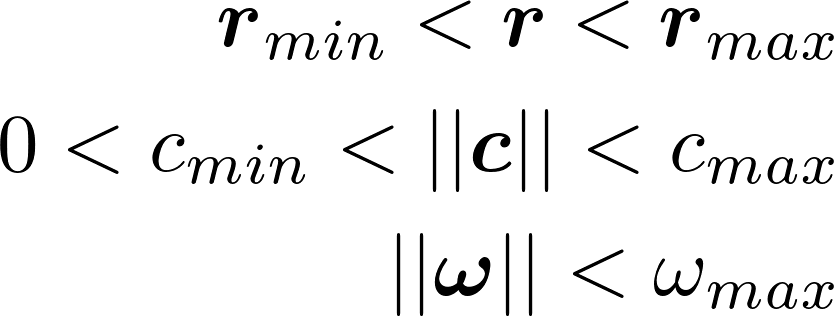 𝒓_{min} < 𝒓 < 𝒓_{max}
0 < c_{min} < ||𝒄|| < c_{max}
||𝝎|| < ω_{max}